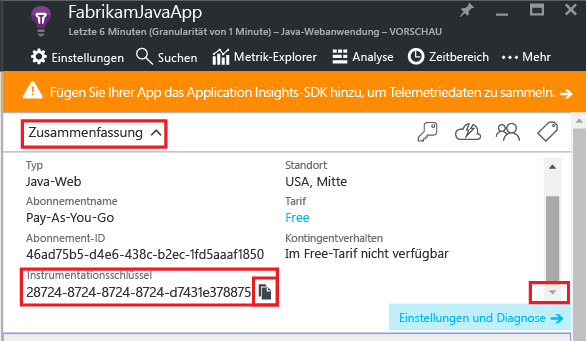 FabrikamJavaApp
Letzte 6 Minuten (Granularität von 1 Minute) – Java-Webanwendung – VORSCHAU
Einstellungen Suchen Metrik-Explorer Analyse Zeitbereich Mehr
Fügen Sie Ihrer App das Application Insights-SDK hinzu, um Telemetriedaten zu sammeln. →
Zusammenfassung
Typ Standort
Java-Web USA, Mitte
Abonnementname Tarif
Pay-As-You-Go Free
Abonnement-ID Kontingentverhalten
46ad75b5-d4e6-438c-b2ec-1fd5aaaf1850 Im Free-Tarif nicht verfügbar
Instrumentationsschlüssel
28724-8724-8724-8724-d7431e378875
Einstellungen und Diagnose →